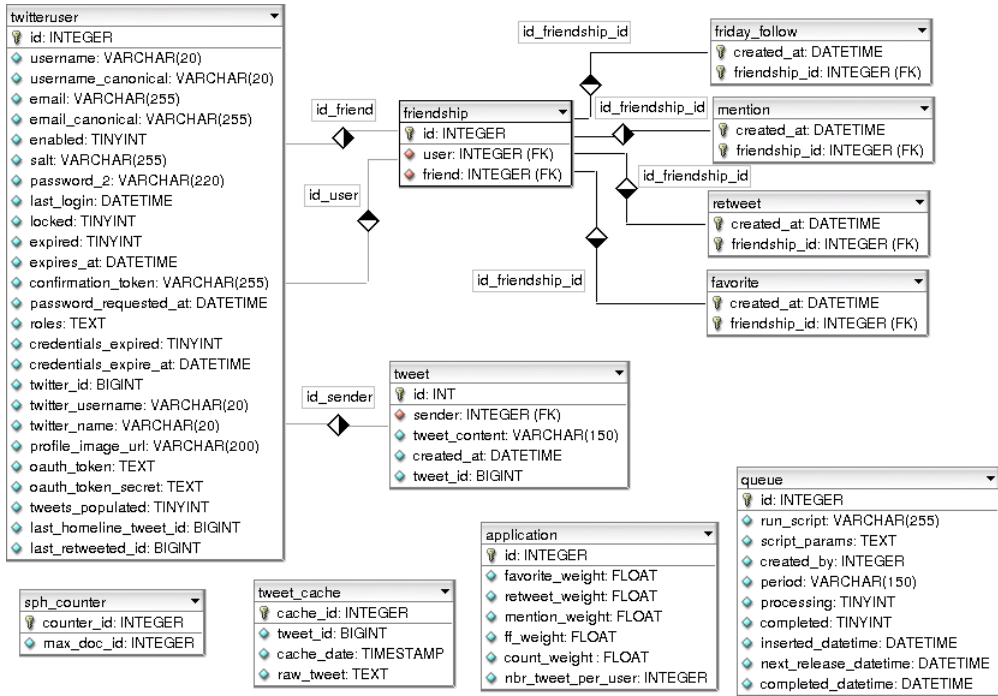 twitteruser
id: INTEGER
username: VARCHAR(20)
username_canonical: VARCHAR(20)
email: VARCHAR(255)
email_canonical: VARCHAR(255)
enabled: TINYINT
salt: VARCHAR(255)
password_2: VARCHAR(220)
last_login: DATETIME
locked: TINYINT
expired: TINYINT
expires_at: DATETIME
confirmation_token: VARCHAR(255)
password_requested_at: DATETIME
roles: TEXT
credentials_expired: TINYINT
credentials_expire_at: DATETIME
twitter_id: BIGINT
twitter_username: VARCHAR(20)
twitter_name: VARCHAR(20)
profile_image_url: VARCHAR(200)
oauth_token: TEXT
oauth_token_secret: TEXT
tweets_populated: TINYINT
last_homeline_tweet_id: BIGINT
last_retweeted_id: BIGINT
id_friend
id_user
friendship
id: INTEGER
user: INTEGER (FK)
friend: INTEGER (FK)
id_friendship_id
friday_follow
created_at: DATETIME
friendship_id: INTEGER (FK)
id_friendship_id
mention
created_at: DATETIME
friendship_id: INTEGER (FK)
id_friendship_id
retweet
created_at: DATETIME
friendship_id: INTEGER (FK)
id_friendship_id
favorite
created_at: DATETIME
friendship_id: INTEGER (FK)
id_sender
tweet
id: INT
sender: INTEGER (FK)
tweet_content: VARCHAR(150)
created_at: DATETIME
tweet_id: BIGINT
sph_counter
counter_id: INTEGER
max_doc_id: INTEGER
tweet_cache
cache_id: INTEGER
tweet_id: BIGINT
cache_date: TIMESTAMP
raw_tweet: TEXT
application
id: INTEGER
favorite_weight: FLOAT
retweet_weight: FLOAT
mention_weight: FLOAT
ff_weight: FLOAT
count_weight : FLOAT
nbr_tweet_per_user: INTEGER
queue
id: INTEGER
run_script: VARCHAR(255)
script_params: TEXT
created_by: INTEGER
period: VARCHAR(150)
processing: TINYINT
completed: TINYINT
inserted_datetime: DATETIME
next_release_datetime: DATETIME
completed_datetime: DATETIME